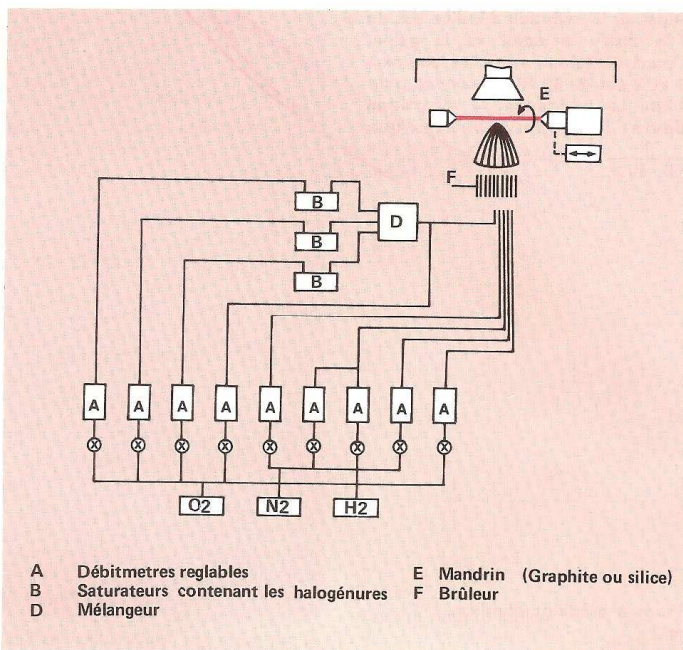 E
F
B
D
B
B
A A A A A A A A A
X X X X X X X X X
O2 N2 H2
A Débitmetres reglables
B Saturateurs contenant les halogénures
D Mélangeur
E Mandrin (Graphite ou silice)
F Brûleur